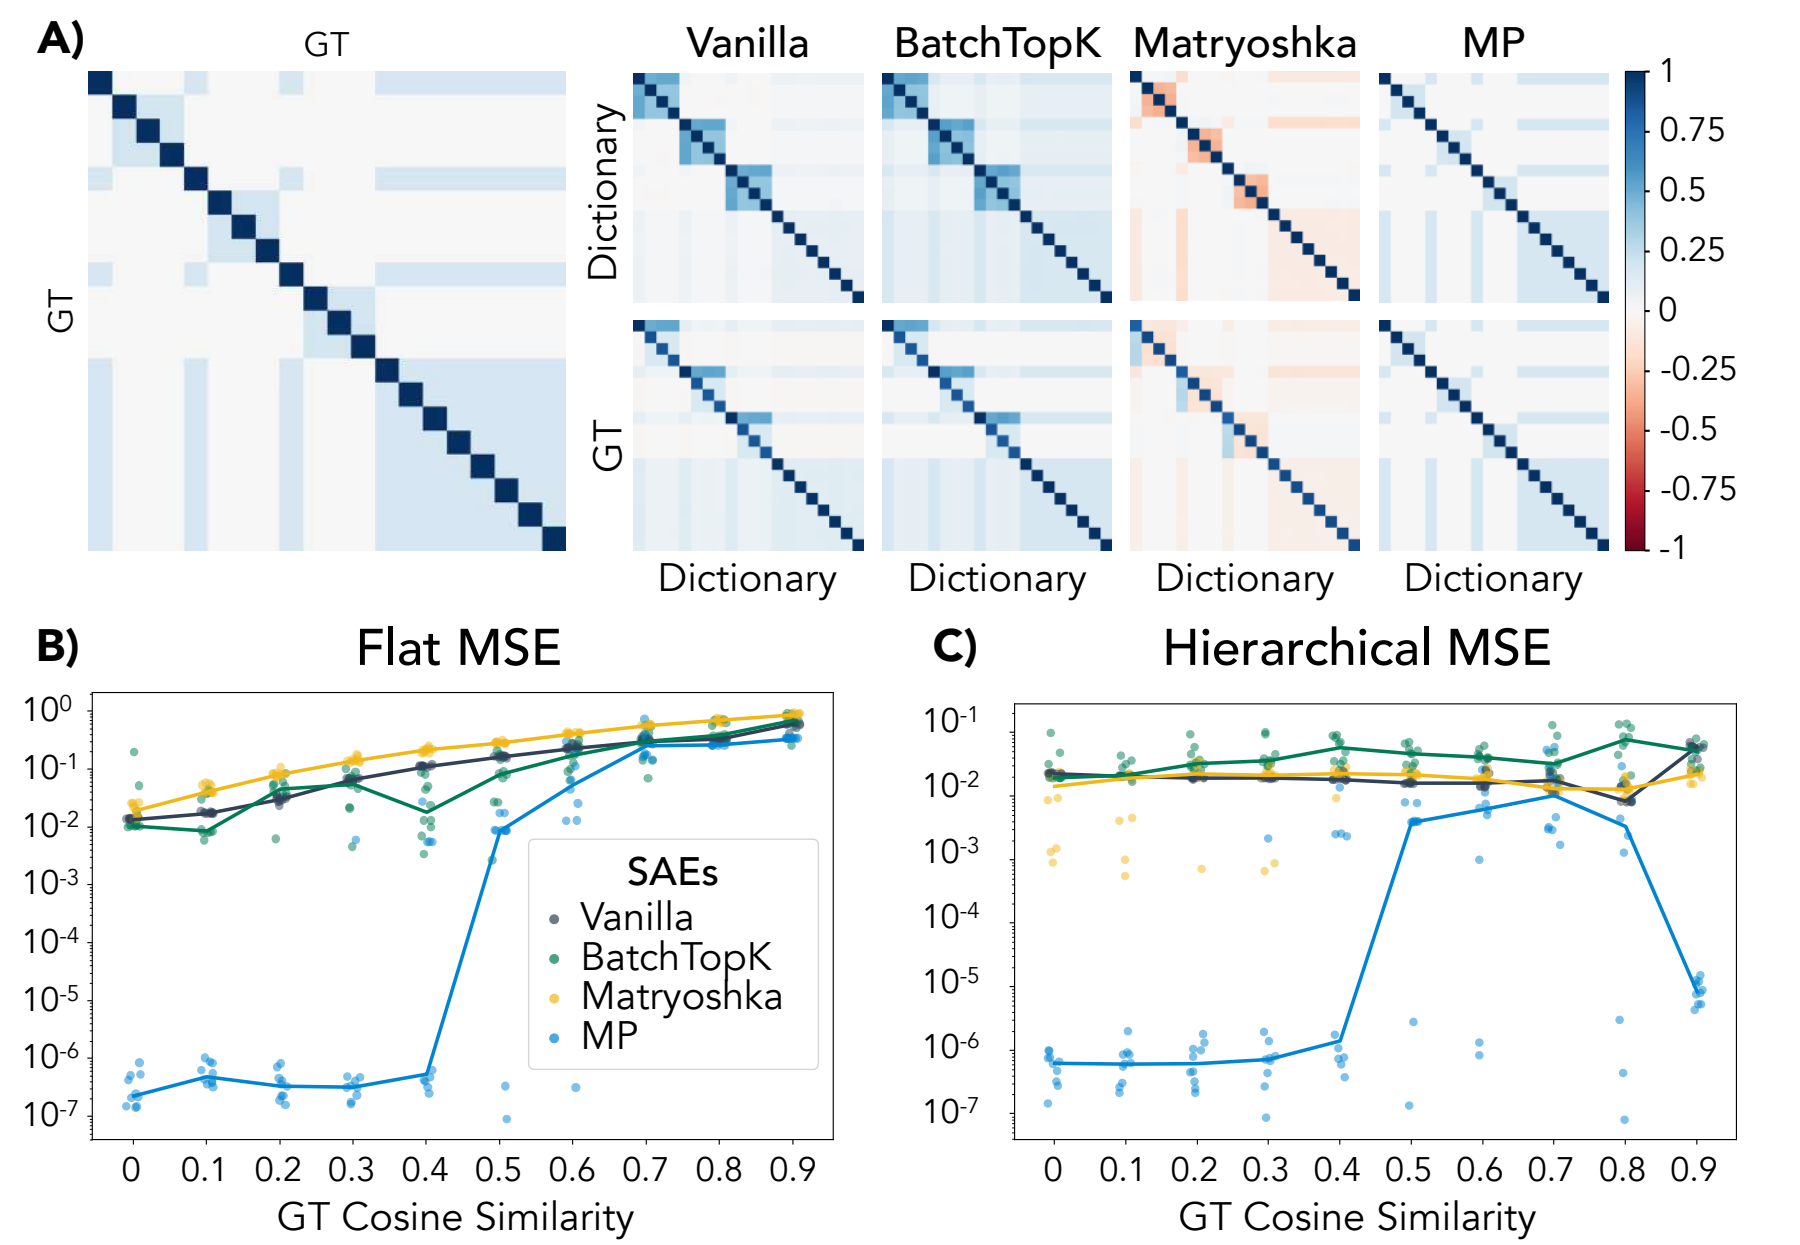 A)
GT
GT
Vanilla
BatchTopK
Matryoshka
MP
Dictionary
GT
Dictionary
Dictionary
Dictionary
Dictionary
1
0.75
0.5
0.25
0
-0.25
-0.5
-0.75
-1
B)
Flat MSE
10^0
10^-1
10^-2
10^-3
10^-4
10^-5
10^-6
10^-7
SAEs
Vanilla
BatchTopK
Matryoshka
MP
0 0.1 0.2 0.3 0.4 0.5 0.6 0.7 0.8 0.9
GT Cosine Similarity
C)
Hierarchical MSE
10^-1
10^-2
10^-3
10^-4
10^-5
10^-6
10^-7
0 0.1 0.2 0.3 0.4 0.5 0.6 0.7 0.8 0.9
GT Cosine Similarity